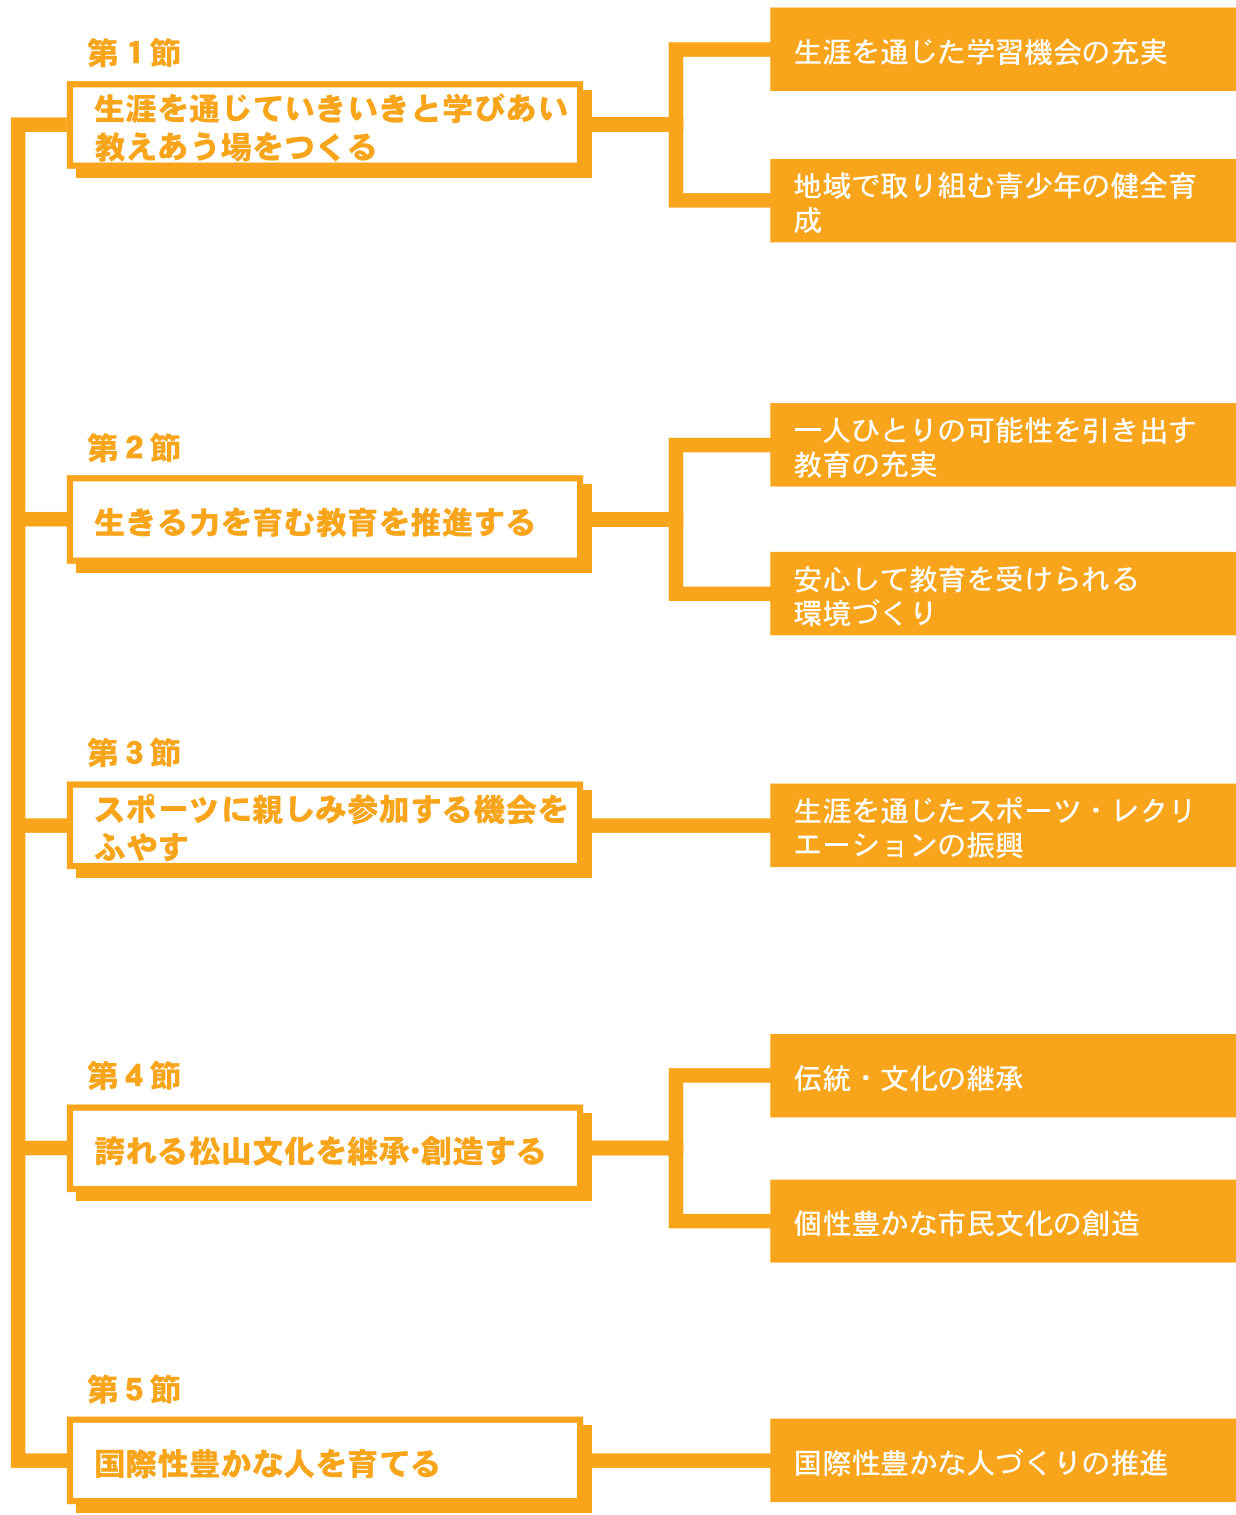 第1節
生涯を通じていきいきと学びあい
教えあう場をつくる
生涯を通じた学習機会の充実
地域で取り組む青少年の健全育
成
第2節
生きる力を育む教育を推進する
一人ひとりの可能性を引き出す
教育の充実
安心して教育を受けられる
環境づくり
第3節
スポーツに親しみ参加する機会を
ふやす
生涯を通じたスポーツ・レクリ
エーションの振興
第4節
誇れる松山文化を継承・創造する
伝統・文化の継承
個性豊かな市民文化の創造
第5節
国際性豊かな人を育てる
国際性豊かな人づくりの推進